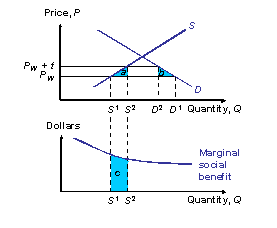 Price, P
S
Pw + t
a
b
Pw
D
S¹ S² D² D¹ Quantity, Q
Dollars
Marginal
social
benefit
c
S¹ S² Quantity, Q